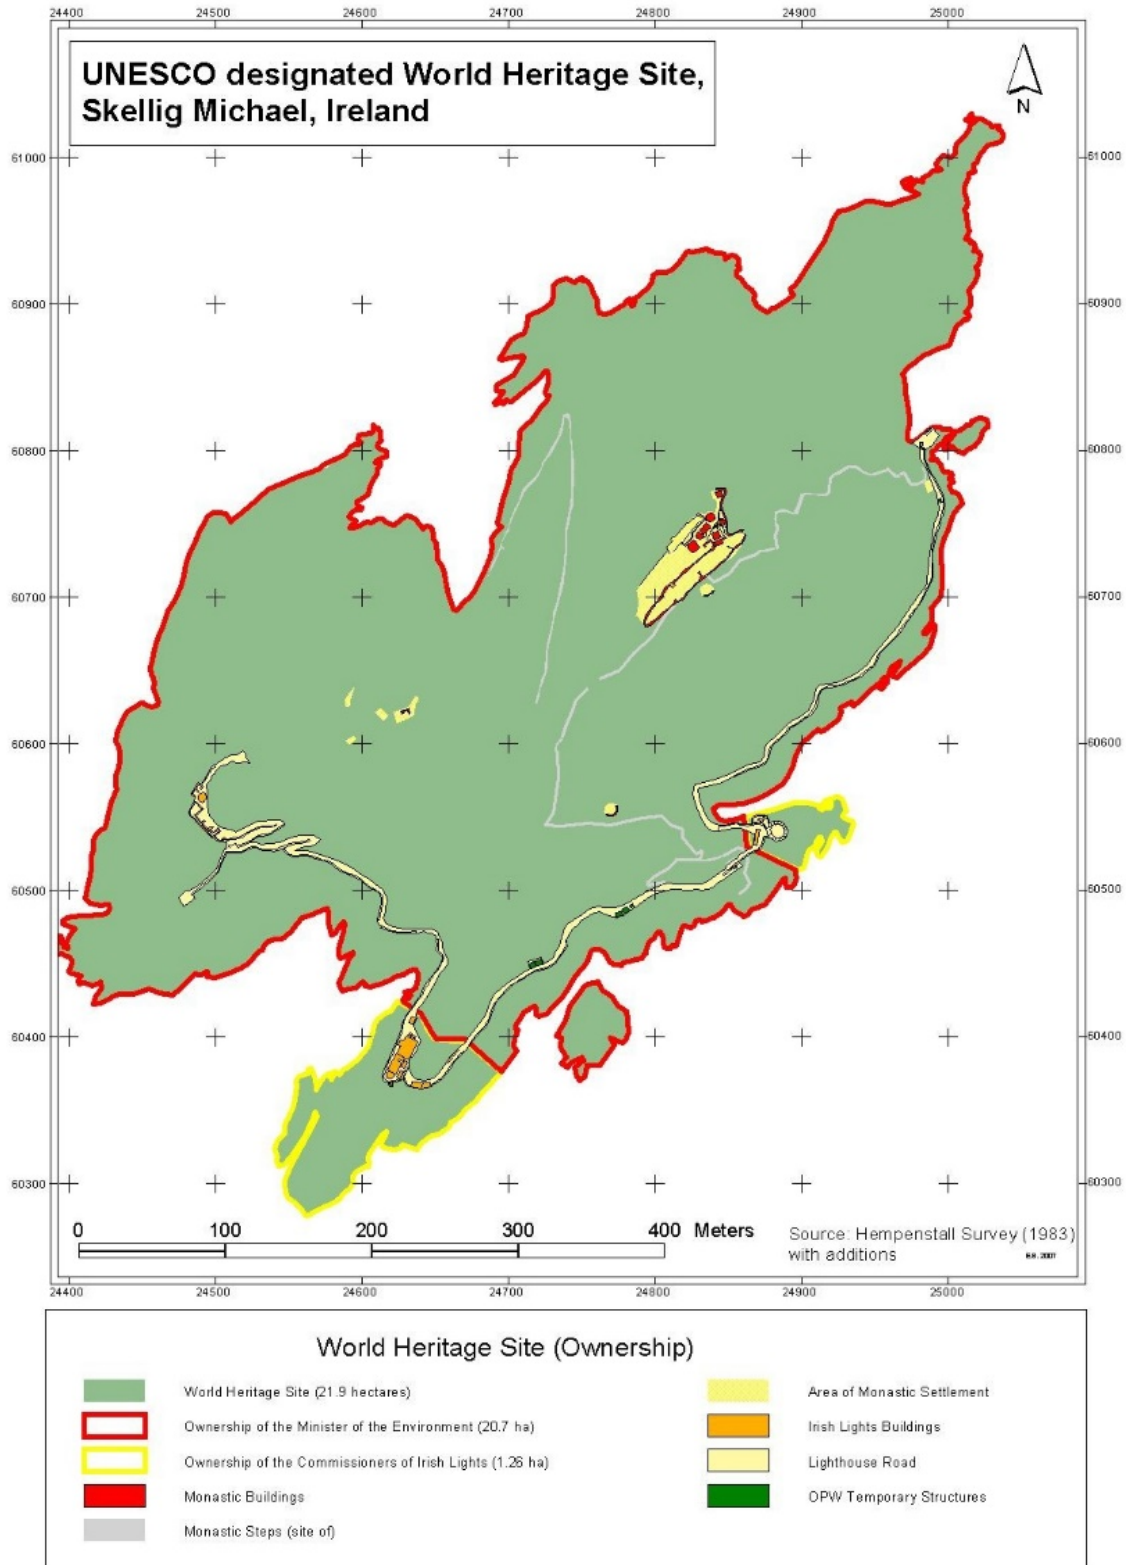 24400 24500 24600 24700 24800 24900 25000
UNESCO designated World Heritage Site,
Skellig Michael, Ireland
N
61000 61000
60900 60900
60800 60800
60700 60700
60600 60600
60500 60500
60400 60400
60300 60300
0 100 200 300 400 Meters
Source: Hempenstall Survey (1983)
with additions
24400 24500 24600 24700 24800 24900 25000
World Heritage Site (Ownership)
World Heritage Site (21.9 hectares)
Ownership of the Minister of the Environment (20.7 ha)
Ownership of the Commissioners of Irish Lights (1.26 ha)
Monastic Buildings
Monastic Steps (site of)
Area of Monastic Settlement
Irish Lights Buildings
Lighthouse Road
OPW Temporary Structures